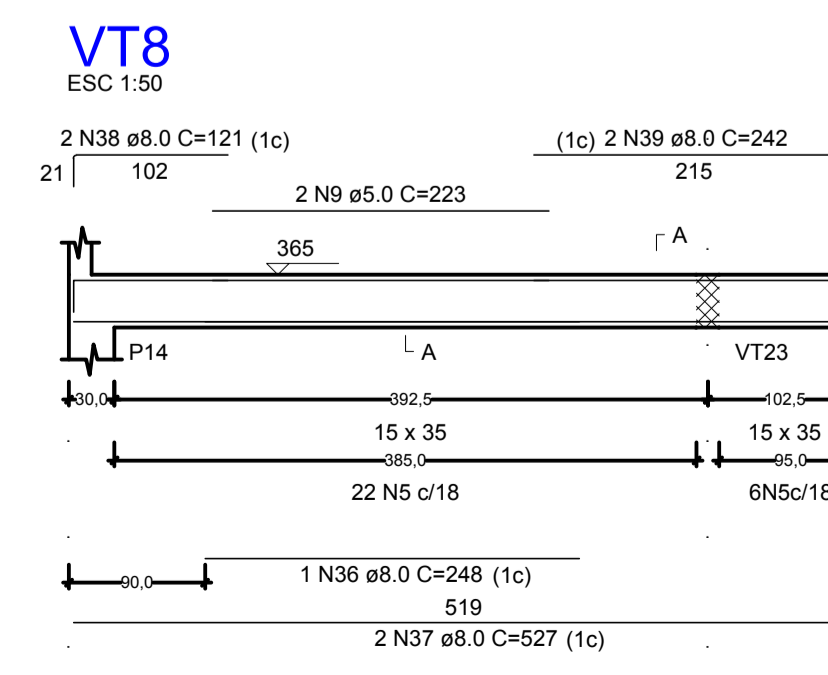 VT8
ESC 1:50
2 N38 ø8.0 C=121 (1c)
(1c) 2 N39 ø8.0 C=242
21
102
215
2 N9 ø5.0 C=223
A
365
P14
A
VT23
30,0
392,5
102,5
15 x 35
15 x 35
385,0
95,0
22 N5 c/18
6N5c/18
90,0
1 N36 ø8.0 C=248 (1c)
519
2 N37 ø8.0 C=527 (1c)